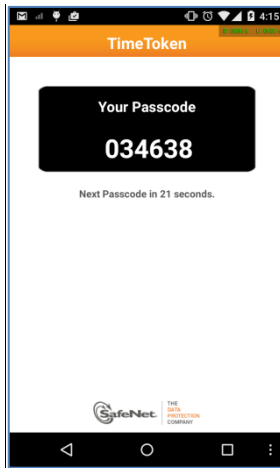 4:15
TimeToken
Your Passcode
034638
Next Passcode in 21 seconds.
SafeNet
THE
DATA
PROTECTION
COMPANY